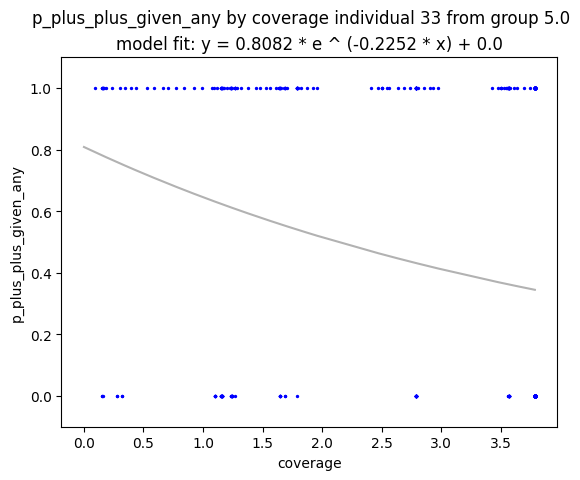 p_plus_plus_given_any by coverage individual 33 from group 5.0
model fit: y = 0.8082 * e ^ (-0.2252 * x) + 0.0
1.0
0.8
0.6
0.4
0.2
0.0
p_plus_plus_given_any
0.0 0.5 1.0 1.5 2.0 2.5 3.0 3.5
coverage